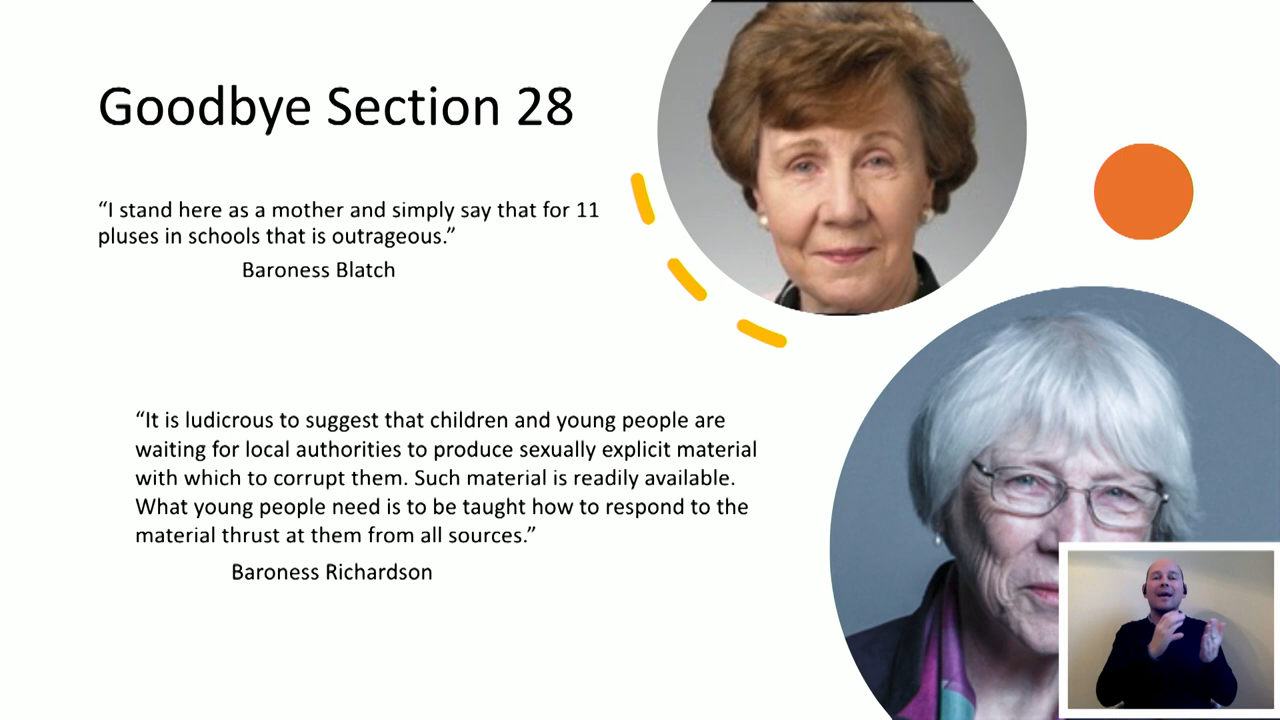 Goodbye Section 28
“I stand here as a mother and simply say that for 11
pluses in schools that is outrageous.”
Baroness Blatch
“It is ludicrous to suggest that children and young people are
waiting for local authorities to produce sexually explicit material
with which to corrupt them. Such material is readily available.
What young people need is to be taught how to respond to the
material thrust at them from all sources.”
Baroness Richardson